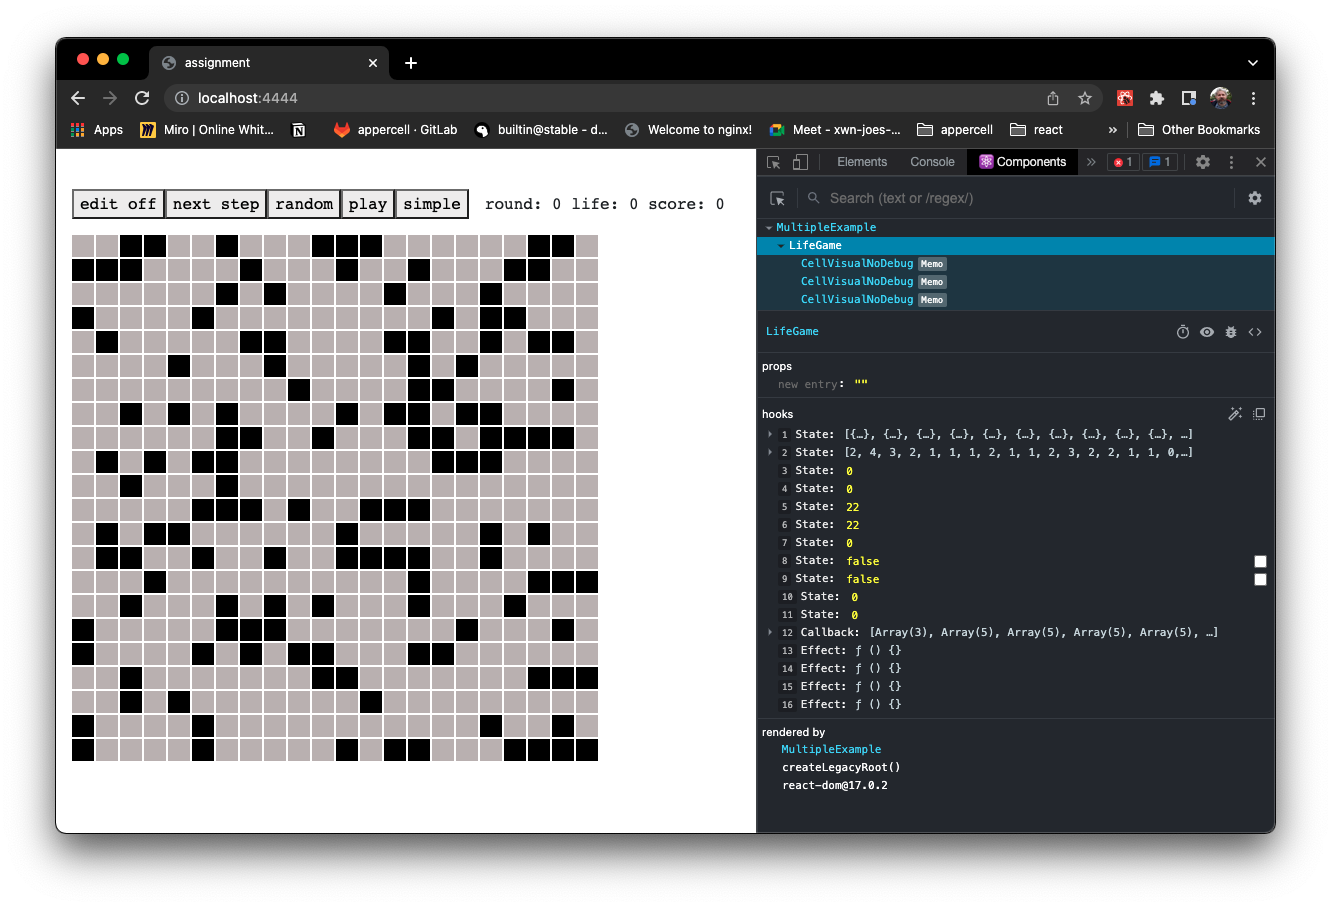 assignment
localhost:4444
Apps
Miro | Online Whit...
appercell · GitLab
builtin@stable - d...
Welcome to nginx!
Meet - xwn-joes-...
appercell
react
»
Other Bookmarks
edit off
next step
random
play
simple
round: 0 life: 0 score: 0
Elements
Console
Components
»
1
1
Search (text or /regex/)
MultipleExample
LifeGame
CellVisualNoDebug Memo
CellVisualNoDebug Memo
CellVisualNoDebug Memo
LifeGame
props
new entry: ""
hooks
1 State: [{…}, {…}, {…}, {…}, {…}, {…}, {…}, {…}, {…}, {…}, …]
2 State: [2, 4, 3, 2, 1, 1, 1, 2, 1, 1, 2, 3, 2, 2, 1, 1, 0,…]
3 State: 0
4 State: 0
5 State: 22
6 State: 22
7 State: 0
8 State: false
9 State: false
10 State: 0
11 State: 0
12 Callback: [Array(3), Array(5), Array(5), Array(5), Array(5), …]
13 Effect: ƒ () {}
14 Effect: ƒ () {}
15 Effect: ƒ () {}
16 Effect: ƒ () {}
rendered by
MultipleExample
createLegacyRoot()
react-dom@17.0.2